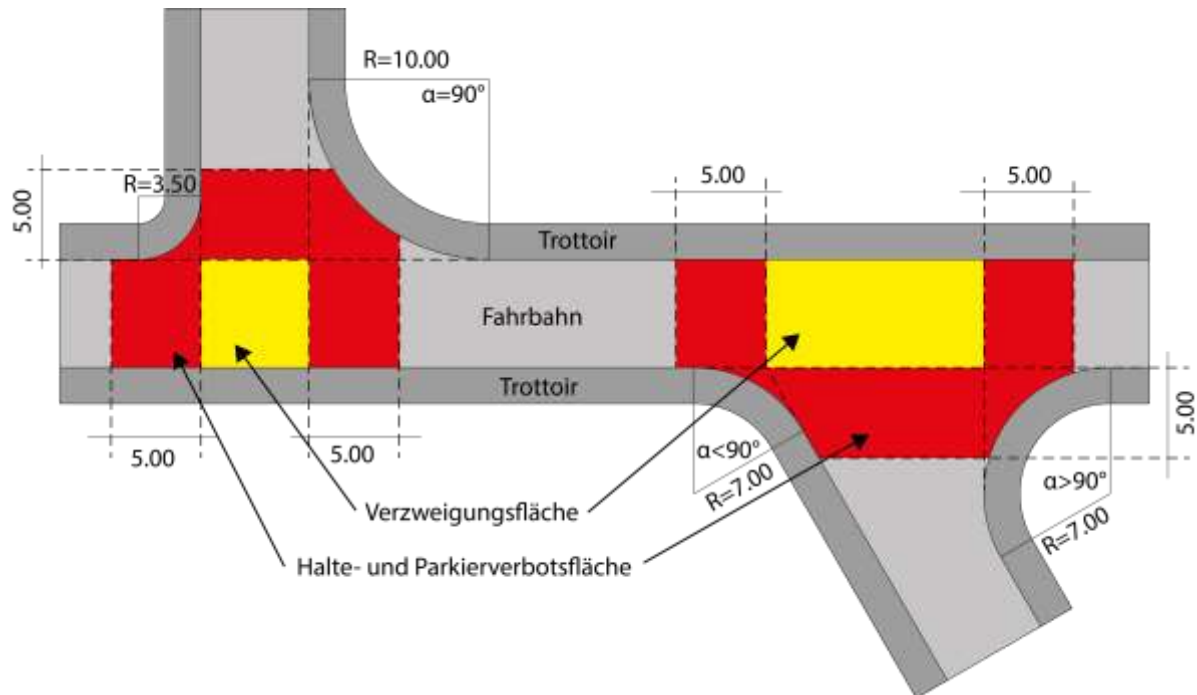 R=10.00
α=90°
5.00
R=3.50
5.00
5.00
Trottoir
Fahrbahn
Trottoir
5.00
5.00
5.00
α<90°
R=7.00
α>90°
R=7.00
Verzweigungsfläche
Halte- und Parkierverbotsfläche